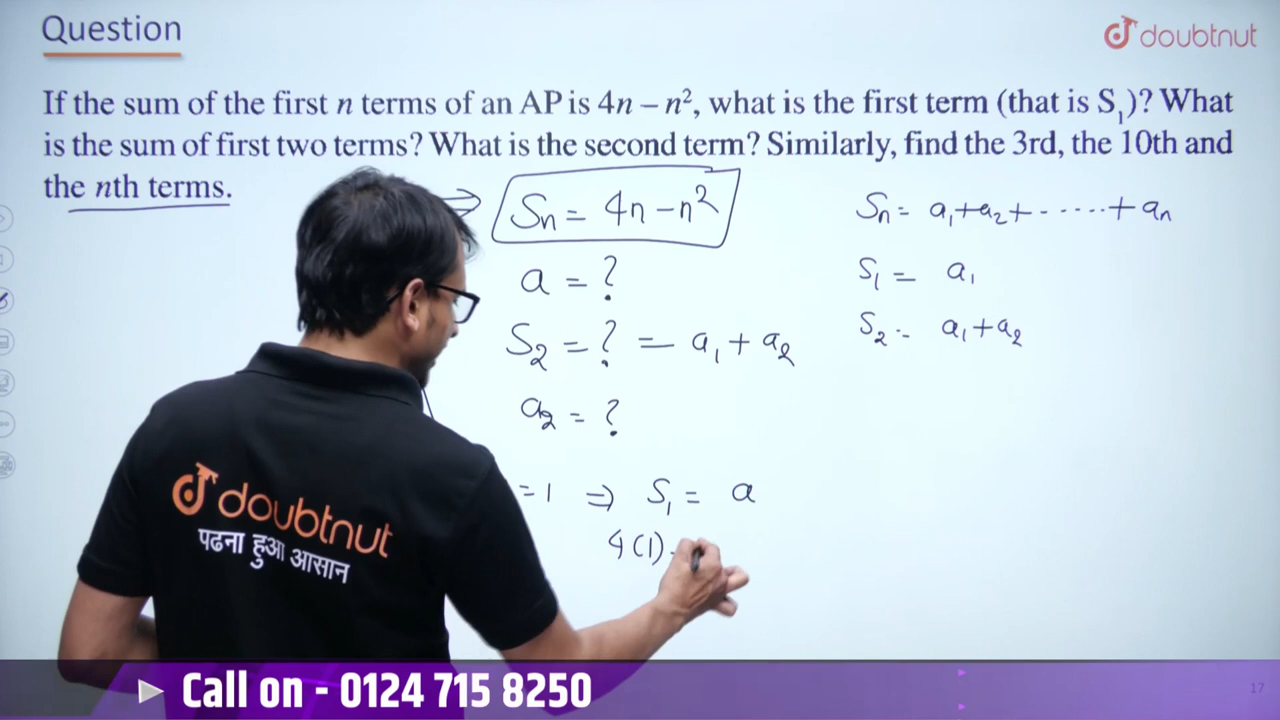 Question
doubtnut
If the sum of the first n terms of an AP is 4n – n², what is the first term (that is S₁)? What
is the sum of first two terms? What is the second term? Similarly, find the 3rd, the 10th and
the nth terms.
⇒ Sn = 4n - n²
Sn = a₁+a₂+······+ an
a = ?
S₁ = a₁
S₂ = ? = a₁ + a₂
S₂ = a₁+a₂
a₂ = ?
=1 ⇒ S₁ = a
4(1) -
doubtnut
पढना हुआ आसान
Call on - 0124 715 8250
17